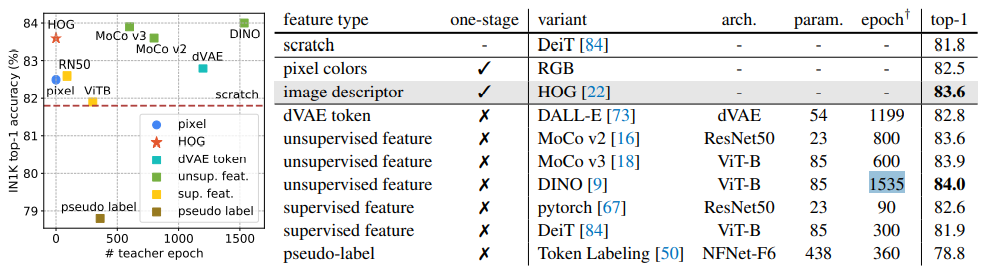 IN1K top-1 accuracy (%)
84
83
82
81
80
79
0
500
1000
1500
# teacher epoch
HOG
MoCo v3
MoCo v2
DINO
dVAE
RN50
pixel
ViTB
scratch
pseudo label
pixel
HOG
dVAE token
unsup. feat.
sup. feat.
pseudo label
feature type one-stage variant arch. param. epoch† top-1
scratch - DeiT [84] - - - 81.8
pixel colors ✓ RGB - - - 82.5
image descriptor ✓ HOG [22] - - - 83.6
dVAE token ✗ DALL-E [73] dVAE 54 1199 82.8
unsupervised feature ✗ MoCo v2 [16] ResNet50 23 800 83.6
unsupervised feature ✗ MoCo v3 [18] ViT-B 85 600 83.9
unsupervised feature ✗ DINO [9] ViT-B 85 1535 84.0
supervised feature ✗ pytorch [67] ResNet50 23 90 82.6
supervised feature ✗ DeiT [84] ViT-B 85 300 81.9
pseudo-label ✗ Token Labeling [50] NFNet-F6 438 360 78.8